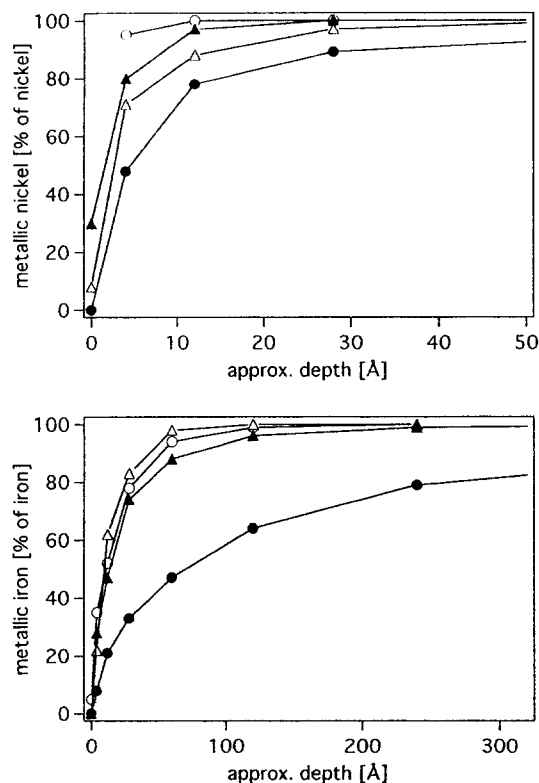 metallic nickel [% of nickel]
100
80
60
40
20
0
0 10 20 30 40 50
approx. depth [Å]
metallic iron [% of iron]
100
80
60
40
20
0
0 100 200 300
approx. depth [Å]